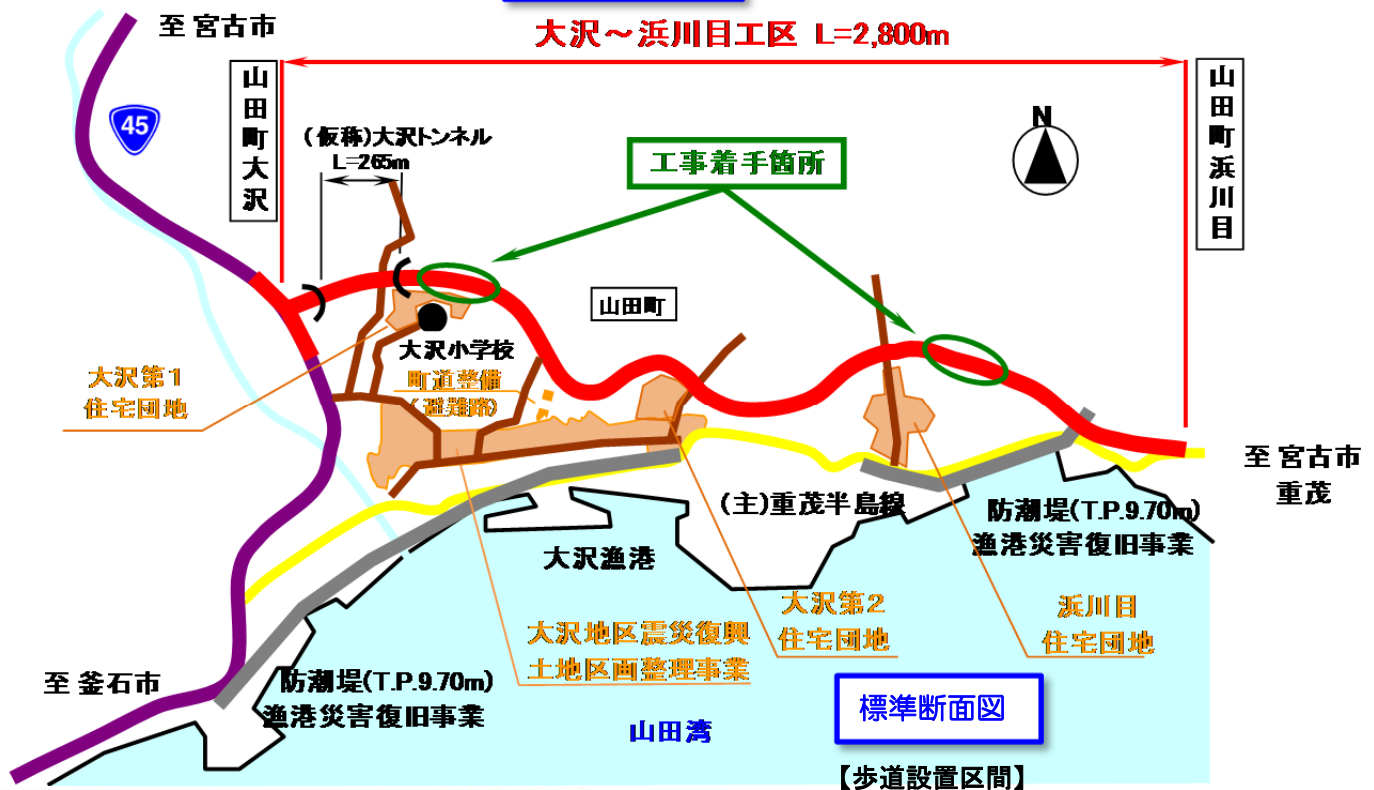 至 宮古市
大沢～浜川目工区 L=2,800m
山田町大沢
山田町浜川目
45
(仮称)大沢トンネル
L=265m
工事着手箇所
N
山田町
大沢小学校
町道整備
(避難路)
大沢第1
住宅団地
至 宮古市
重茂
(主)重茂半島線
防潮堤(T.P.9.70m)
漁港災害復旧事業
大沢漁港
大沢第2
住宅団地
浜川目
住宅団地
大沢地区震災復興
土地区画整理事業
至 釜石市
防潮堤(T.P.9.70m)
漁港災害復旧事業
山田湾
標準断面図
【歩道設置区間】